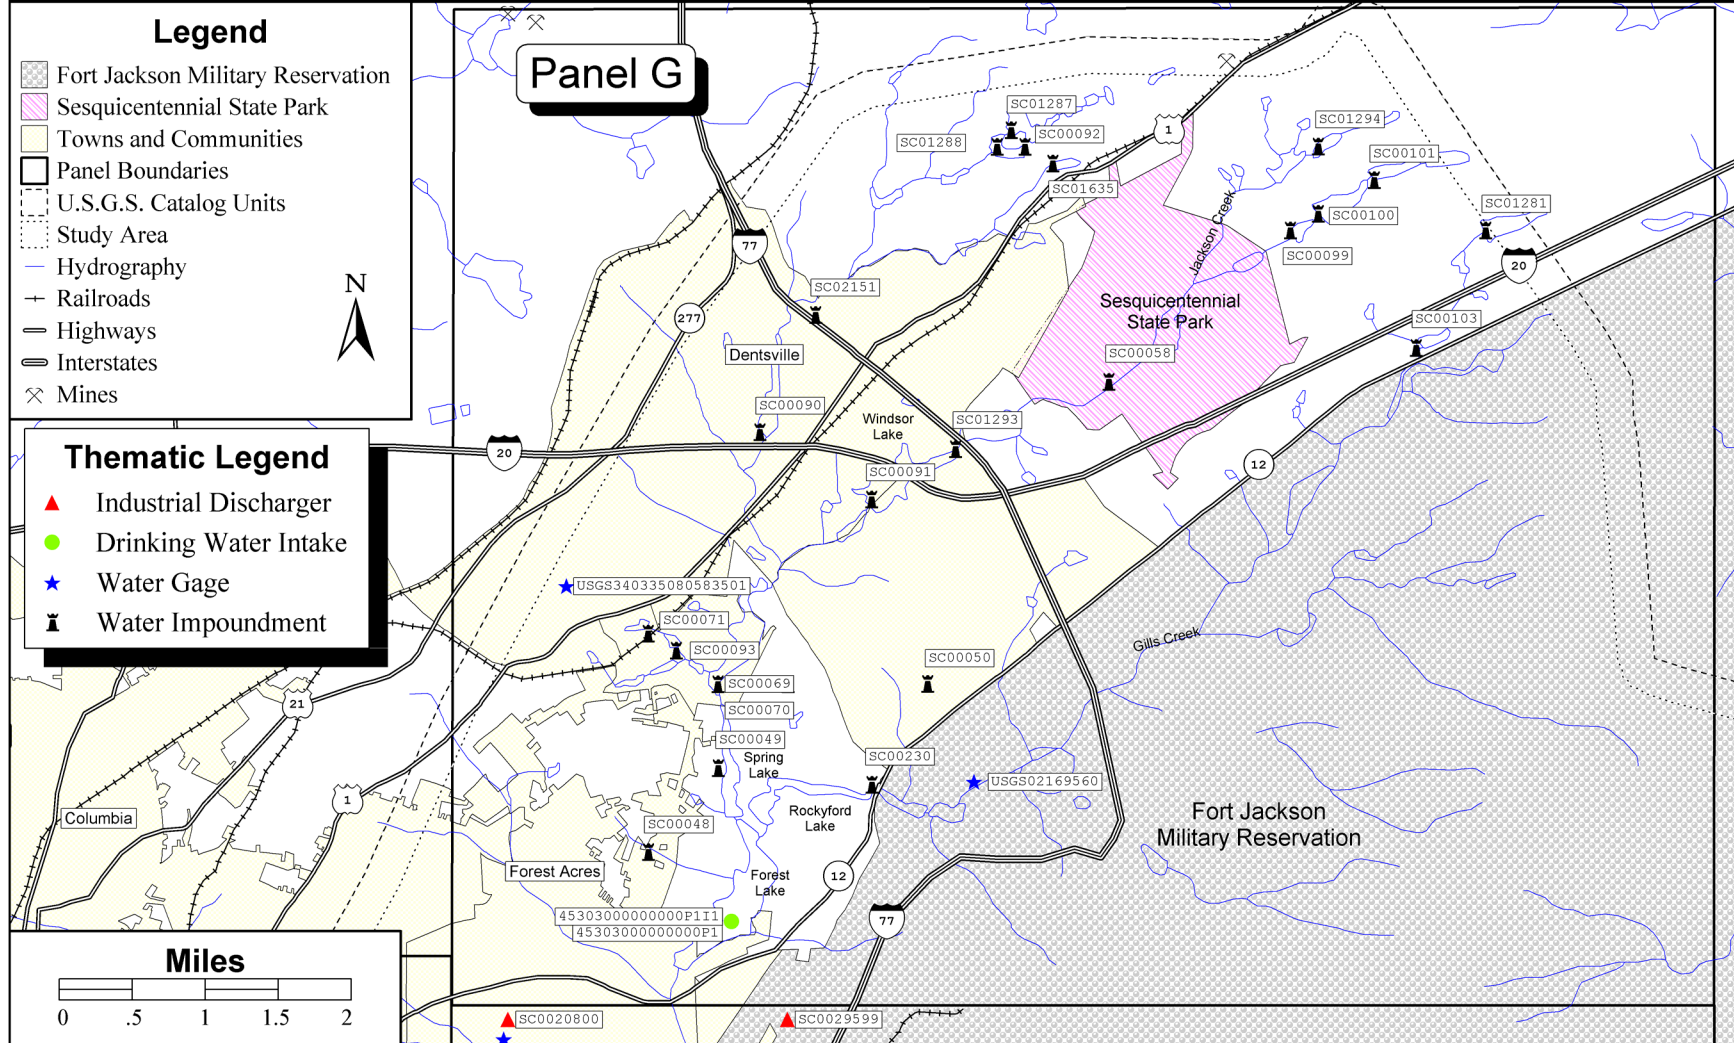 Legend
Fort Jackson Military Reservation
Sesquicentennial State Park
Towns and Communities
Panel Boundaries
U.S.G.S. Catalog Units
Study Area
Hydrography
Railroads
Highways
Interstates
Mines
N
Thematic Legend
Industrial Discharger
Drinking Water Intake
Water Gage
Water Impoundment
Miles
0 .5 1 1.5 2
Panel G
SC01287
SC01288
SC00092
SC01635
1
SC01294
SC00101
SC00100
SC00099
SC01281
20
Jackson Creek
77
SC02151
277
Sesquicentennial
State Park
SC00103
Dentsville
SC00058
SC00090
Windsor
Lake
SC01293
20
SC00091
12
USGS340335080583501
SC00071
SC00093
Gills Creek
SC00050
SC00069
SC00070
21
SC00049
Spring
Lake
SC00230
USGS02169560
1
Columbia
Rockyford
Lake
Fort Jackson
Military Reservation
SC00048
Forest Acres
Forest
Lake
12
45303000000000P1I1
45303000000000P1
77
SC0020800
SC0029599